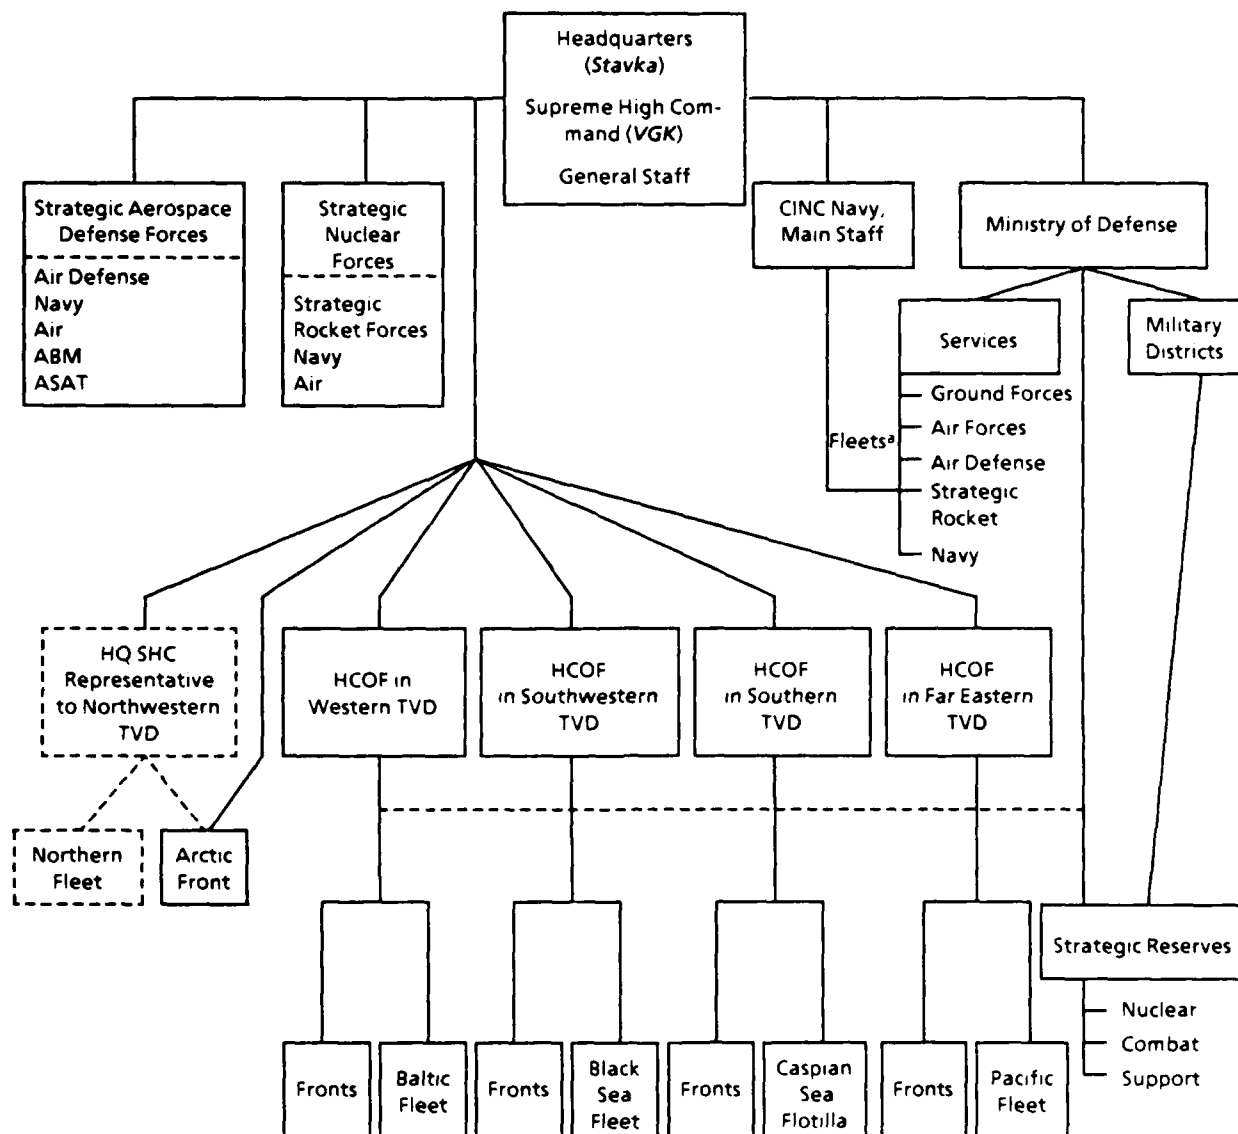 Headquarters
(Stavka)
Supreme High Com-
mand (VGK)
General Staff
Strategic Aerospace
Defense Forces
Air Defense
Navy
Air
ABM
ASAT
Strategic
Nuclear
Forces
Strategic
Rocket Forces
Navy
Air
CINC Navy,
Main Staff
Ministry of Defense
Services
Military
Districts
Ground Forces
Air Forces
Fleetsª
Air Defense
Strategic
Rocket
Navy
HQ SHC
Representative
to Northwestern
TVD
HCOF in
Western TVD
HCOF
in Southwestern
TVD
HCOF
in Southern
TVD
HCOF
in Far Eastern
TVD
Northern
Fleet
Arctic
Front
Strategic Reserves
Nuclear
Combat
Support
Fronts
Baltic
Fleet
Fronts
Black
Sea
Fleet
Fronts
Caspian
Sea
Flotilla
Fronts
Pacific
Fleet